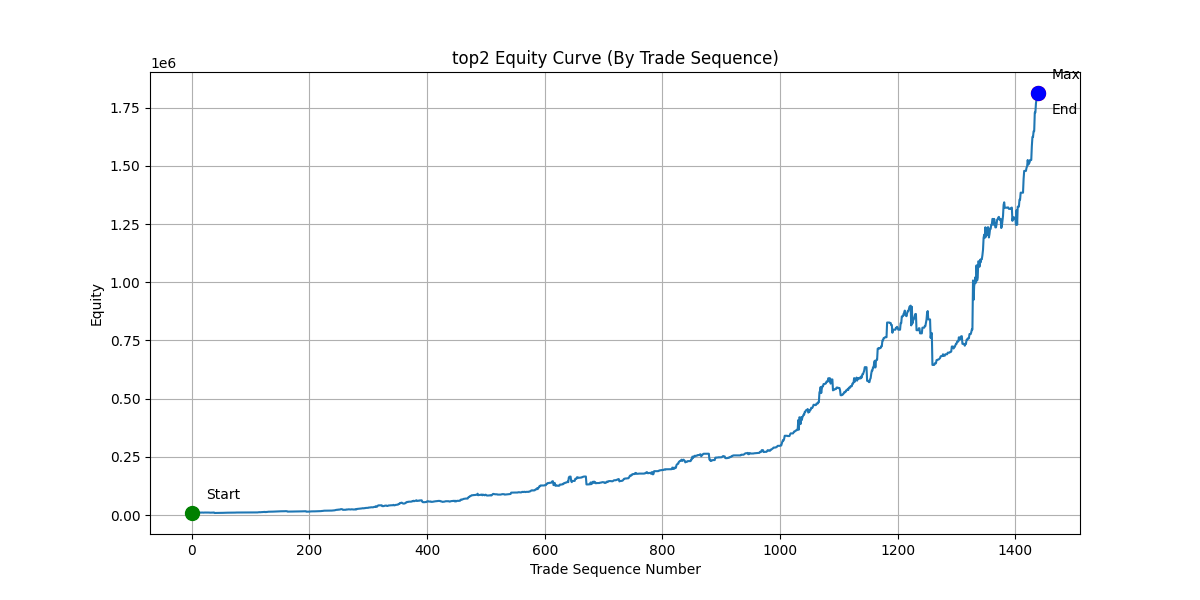 top2 Equity Curve (By Trade Sequence)
1e6
Max
End
1.75
1.50
1.25
1.00
0.75
0.50
0.25
0.00
Equity
Start
0 200 400 600 800 1000 1200 1400
Trade Sequence Number